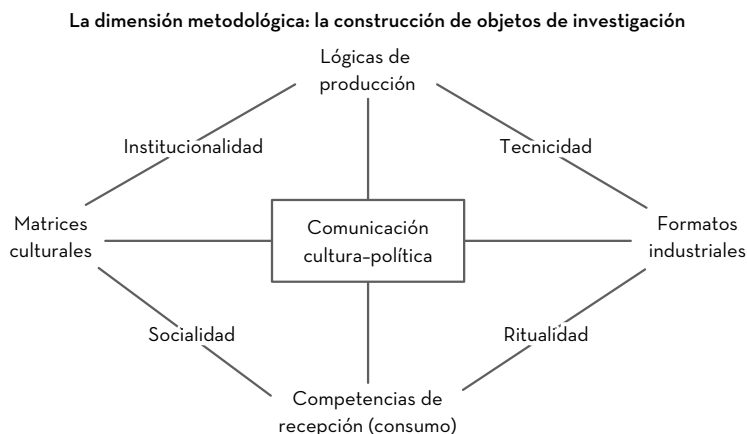 La dimensión metodológica: la construcción de objetos de investigación
Lógicas de
producción
Institucionalidad
Tecnicidad
Matrices
culturales
Comunicación
cultura-política
Formatos
industriales
Socialidad
Ritualidad
Competencias de
recepción (consumo)